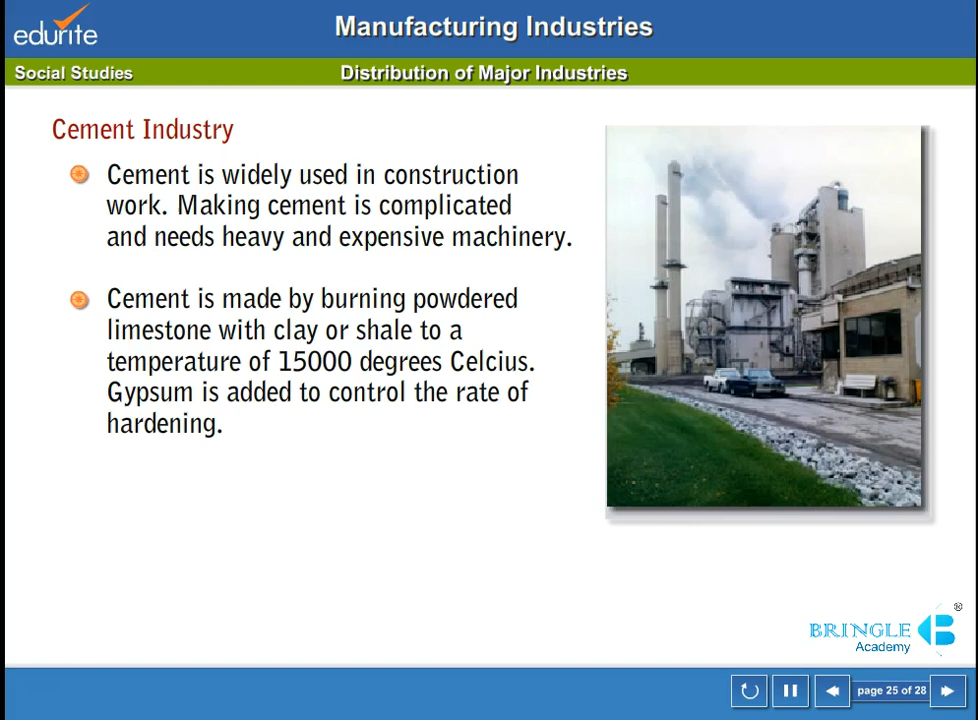 edurite
Manufacturing Industries
Social Studies
Distribution of Major Industries
Cement Industry
Cement is widely used in construction
work. Making cement is complicated
and needs heavy and expensive machinery.
Cement is made by burning powdered
limestone with clay or shale to a
temperature of 15000 degrees Celcius.
Gypsum is added to control the rate of
hardening.
BRINGLE
Academy
®
page 25 of 28